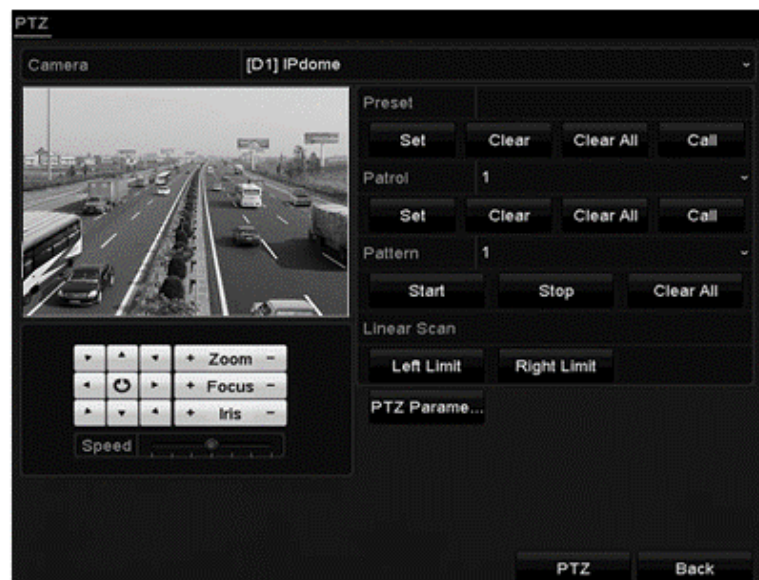 PTZ
Camera [D1] IPdome
Preset
Set Clear Clear All Call
Patrol 1
Set Clear Clear All Call
Pattern 1
Start Stop Clear All
Linear Scan
Left Limit Right Limit
PTZ Parame...
+ Zoom −
+ Focus −
+ Iris −
Speed
PTZ Back